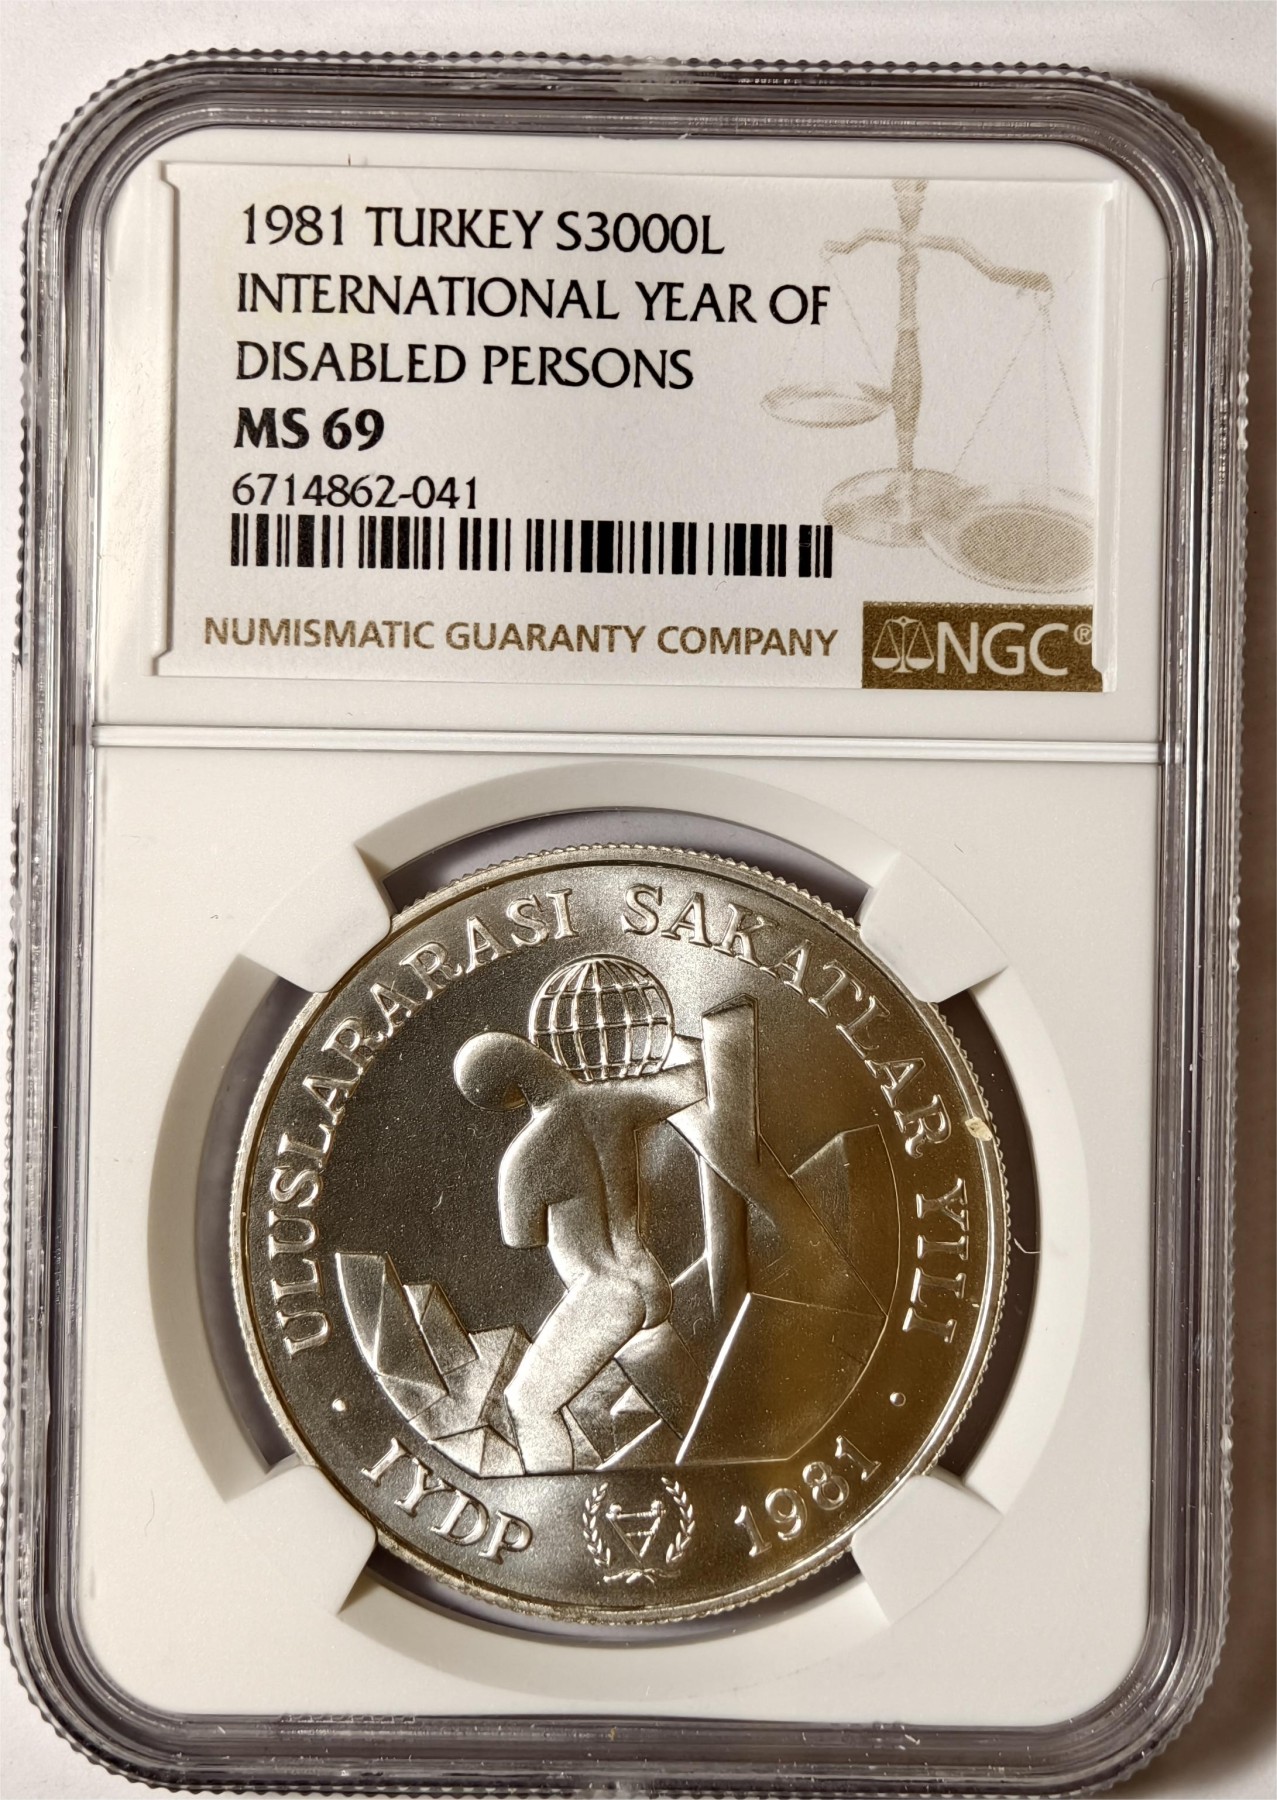 1981 TURKEY S3000L
INTERNATIONAL YEAR OF
DISABLED PERSONS
MS 69
6714862-041
NUMISMATIC GUARANTY COMPANY
NGC®
ULUSLARARASI SAKATLAR YILI
· IYDP 1981 ·